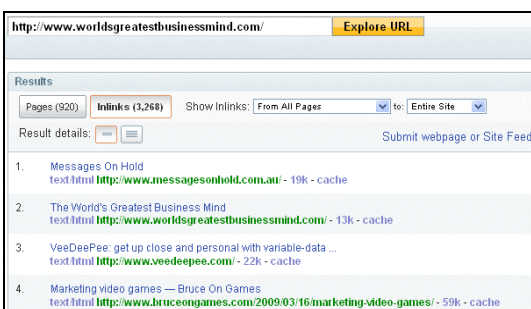 http://www.worldsgreatestbusinessmind.com/ Explore URL
Results
Pages (920) Inlinks (3,268) Show Inlinks: From All Pages to: Entire Site
Result details: Submit webpage or Site Feed
1. Messages On Hold
text/html http://www.messagesonhold.com.au/ - 19k - cache
2. The World's Greatest Business Mind
text/html http://www.worldsgreatestbusinessmind.com/ - 13k - cache
3. VeeDeePee: get up close and personal with variable-data ...
text/html http://www.veedeepee.com/ - 22k - cache
4. Marketing video games — Bruce On Games
text/html http://www.bruceongames.com/2009/03/16/marketing-video-games/ - 59k - cache